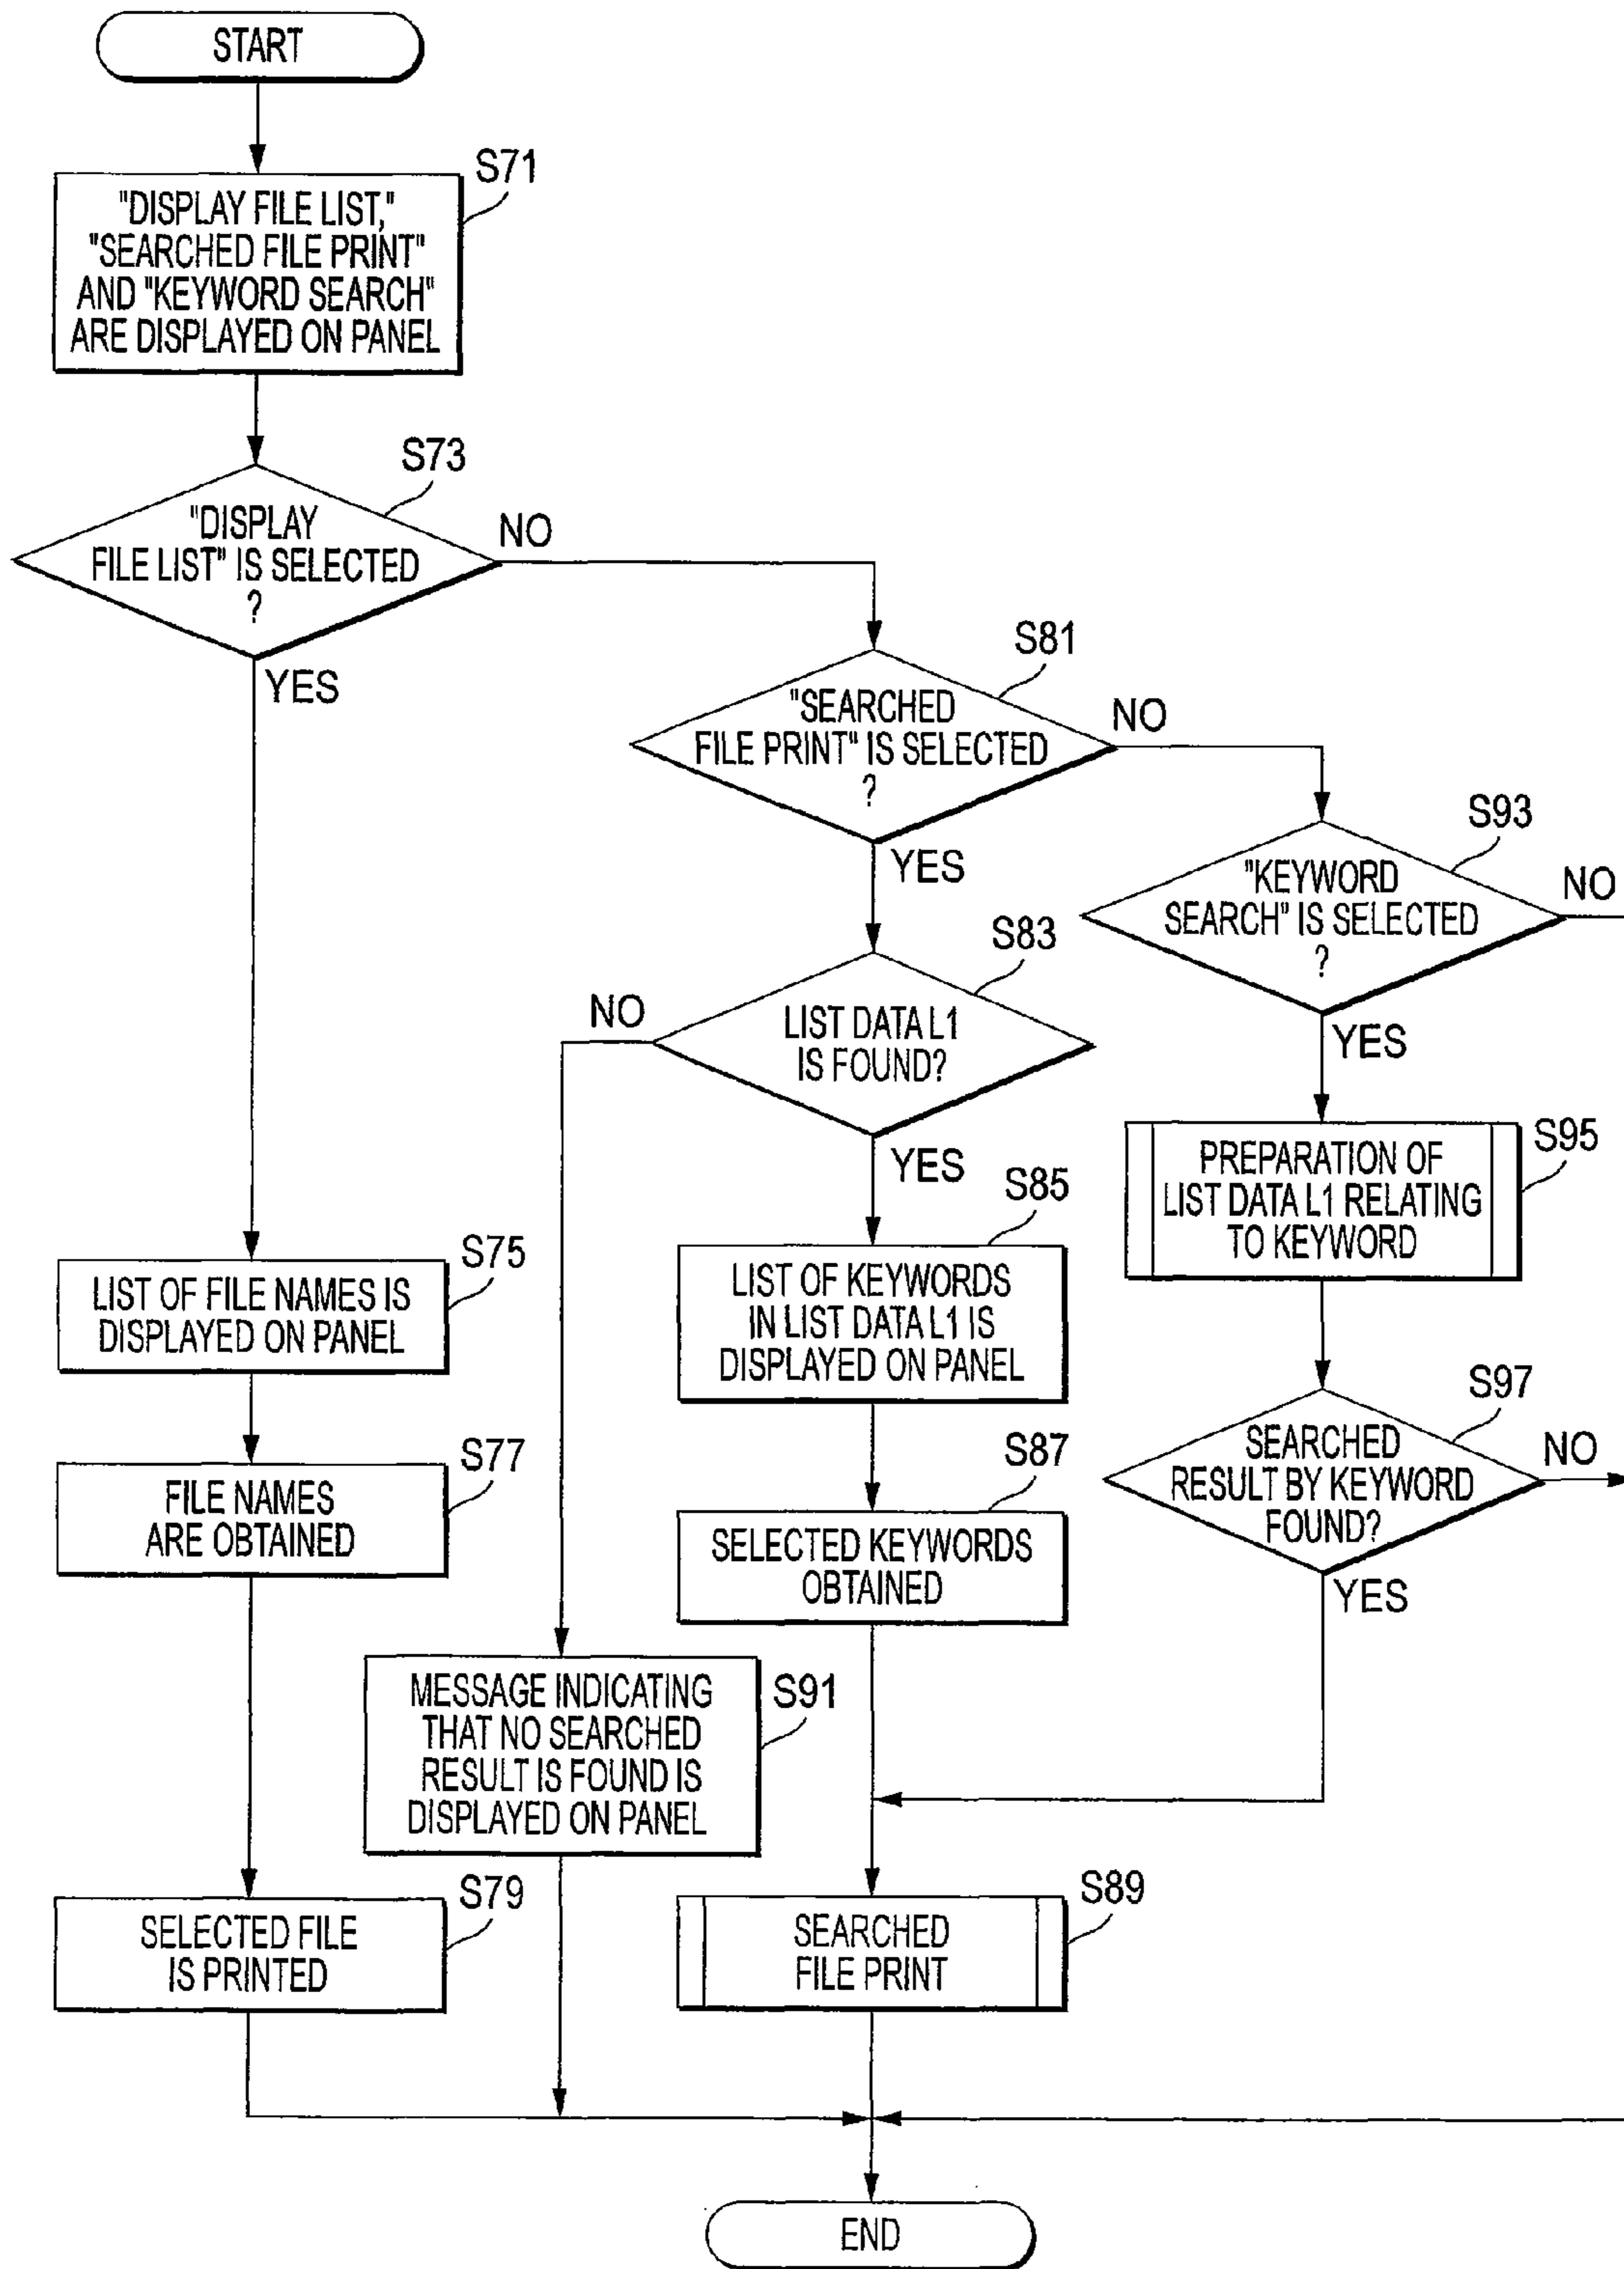 START
S71
"DISPLAY FILE LIST,"
"SEARCHED FILE PRINT"
AND "KEYWORD SEARCH"
ARE DISPLAYED ON PANEL
S73
"DISPLAY
FILE LIST" IS SELECTED
?
NO
YES
S81
"SEARCHED
FILE PRINT" IS SELECTED
?
NO
YES
S93
"KEYWORD
SEARCH" IS SELECTED
?
NO
YES
S83
LIST DATA L1
IS FOUND?
NO
YES
S95
PREPARATION OF
LIST DATA L1 RELATING
TO KEYWORD
S75
LIST OF FILE NAMES IS
DISPLAYED ON PANEL
S85
LIST OF KEYWORDS
IN LIST DATA L1 IS
DISPLAYED ON PANEL
S97
SEARCHED
RESULT BY KEYWORD
FOUND?
NO
YES
S77
FILE NAMES
ARE OBTAINED
S87
SELECTED KEYWORDS
OBTAINED
S91
MESSAGE INDICATING
THAT NO SEARCHED
RESULT IS FOUND IS
DISPLAYED ON PANEL
S79
SELECTED FILE
IS PRINTED
S89
SEARCHED
FILE PRINT
END